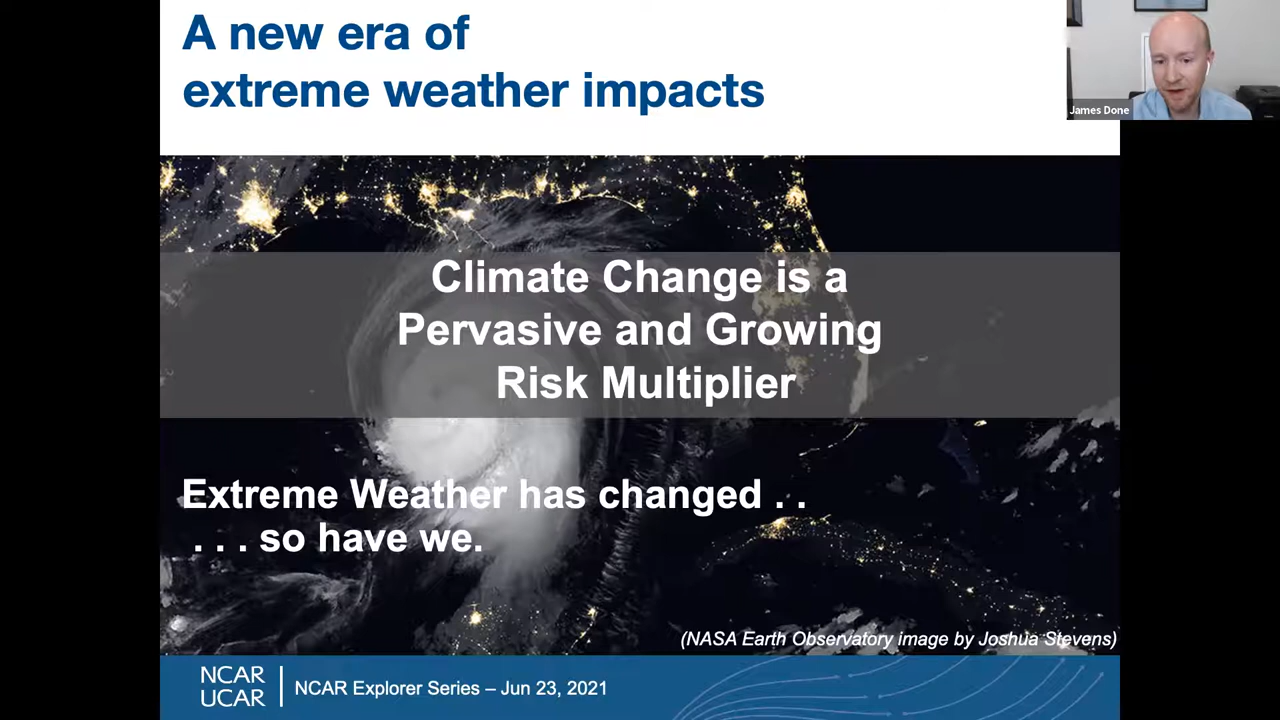 A new era of
extreme weather impacts
James Done
Climate Change is a
Pervasive and Growing
Risk Multiplier
Extreme Weather has changed . .
. . . so have we.
(NASA Earth Observatory image by Joshua Stevens)
NCAR
UCAR
NCAR Explorer Series – Jun 23, 2021